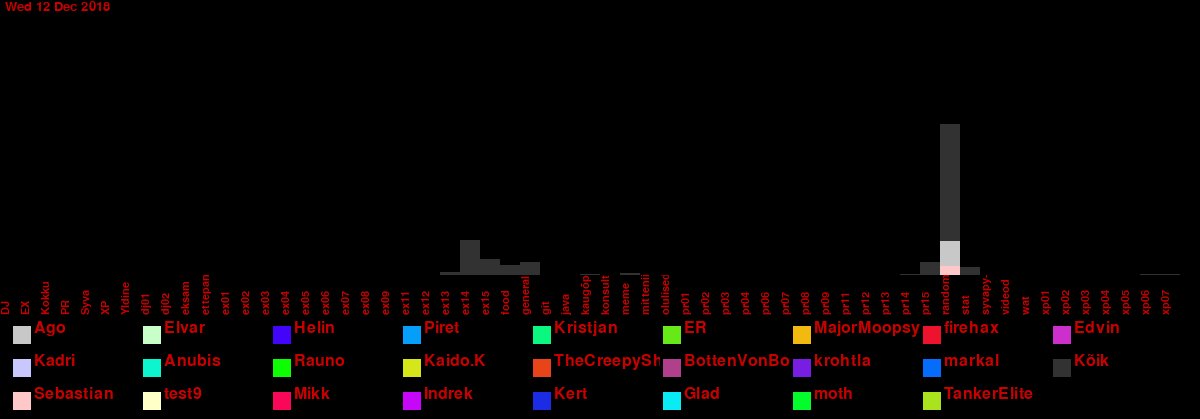 Wed 12 Dec 2018
DJ
EX
Kokku
PR
Syva
XP
Yldine
dj01
dj02
eksam
ettepan
ex01
ex02
ex03
ex04
ex05
ex06
ex07
ex08
ex09
ex11
ex12
ex13
ex14
ex15
food
general
git
java
kaugõp
konsult
meme
mitteinii
olulised
pr01
pr02
pr03
pr04
pr06
pr07
pr08
pr09
pr11
pr12
pr13
pr14
pr15
random
stat
syvapy-
videod
wat
xp01
xp02
xp03
xp04
xp05
xp06
xp07
Ago Elvar Helin Piret Kristjan ER MajorMoopsy firehax Edvin
Kadri Anubis Rauno Kaido.K TheCreepySh BottenVonBo krohtla markal Kõik
Sebastian test9 Mikk Indrek Kert Glad moth TankerElite